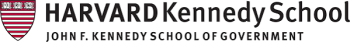 HARVARD Kennedy School
JOHN F. KENNEDY SCHOOL OF GOVERNMENT